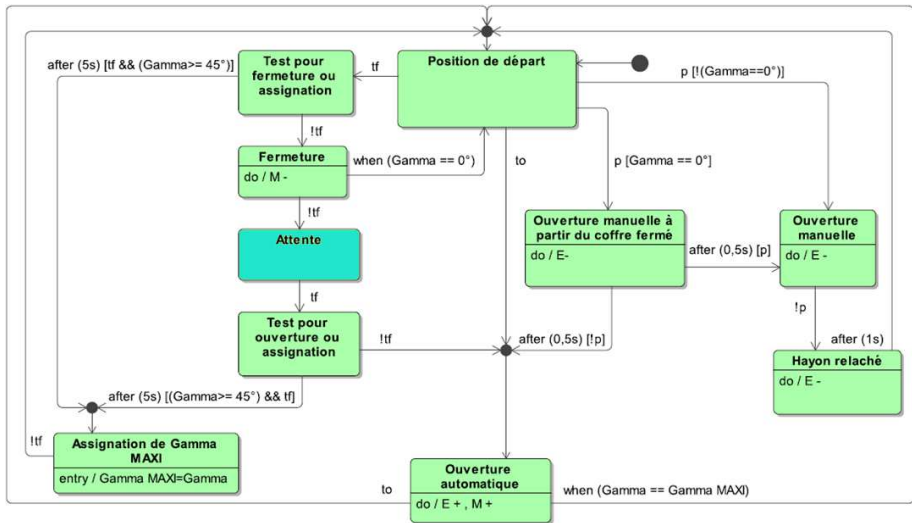 after (5s) [tf && (Gamma>= 45°)]
Test pour
fermeture ou
assignation
tf
Position de départ
p [!(Gamma==0°)]
!tf
Fermeture
do / M -
when (Gamma == 0°)
to
p [Gamma == 0°]
!tf
Attente
Ouverture manuelle à
partir du coffre fermé
do / E-
after (0,5s) [p]
Ouverture
manuelle
do / E -
tf
Test pour
ouverture ou
assignation
!tf
after (0,5s) [!p]
!p
after (1s)
Hayon relaché
do / E -
after (5s) [(Gamma>= 45°) && tf]
!tf
Assignation de Gamma
MAXI
entry / Gamma MAXI=Gamma
to
Ouverture
automatique
do / E + , M +
when (Gamma == Gamma MAXI)